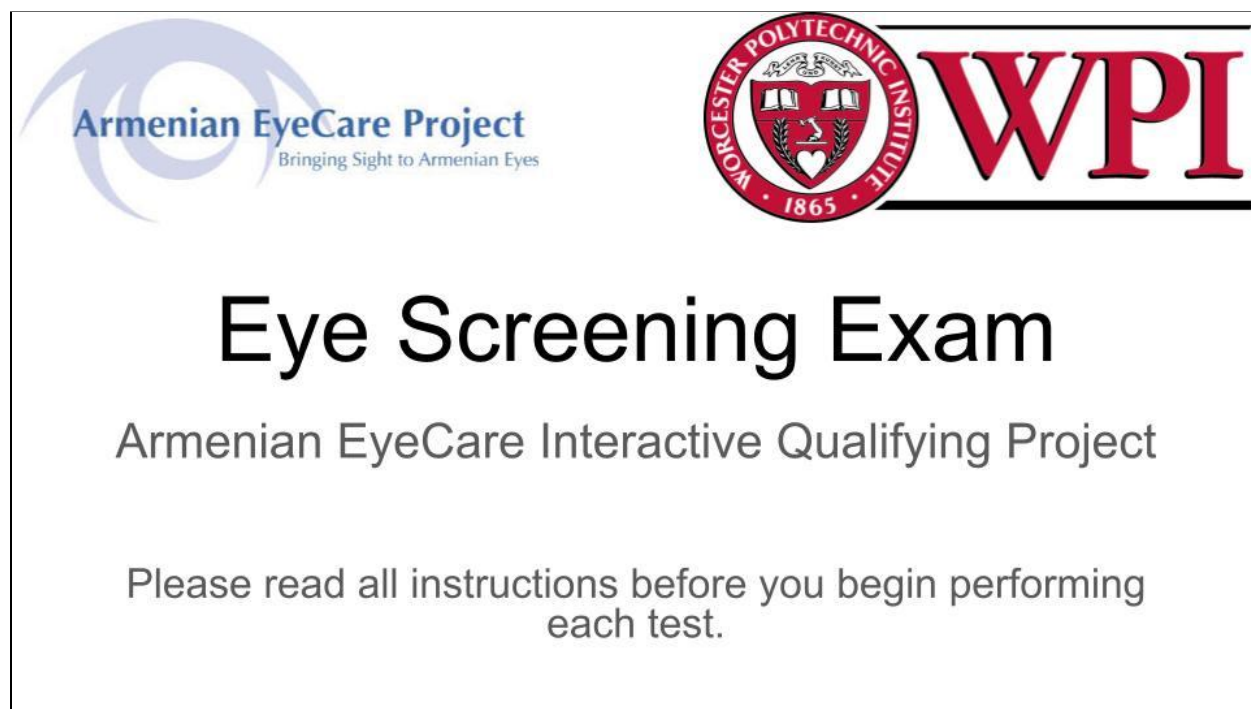 Armenian EyeCare Project
Bringing Sight to Armenian Eyes
WORCESTER POLYTECHNIC INSTITUTE
1865
WPI
Eye Screening Exam
Armenian EyeCare Interactive Qualifying Project
Please read all instructions before you begin performing
each test.